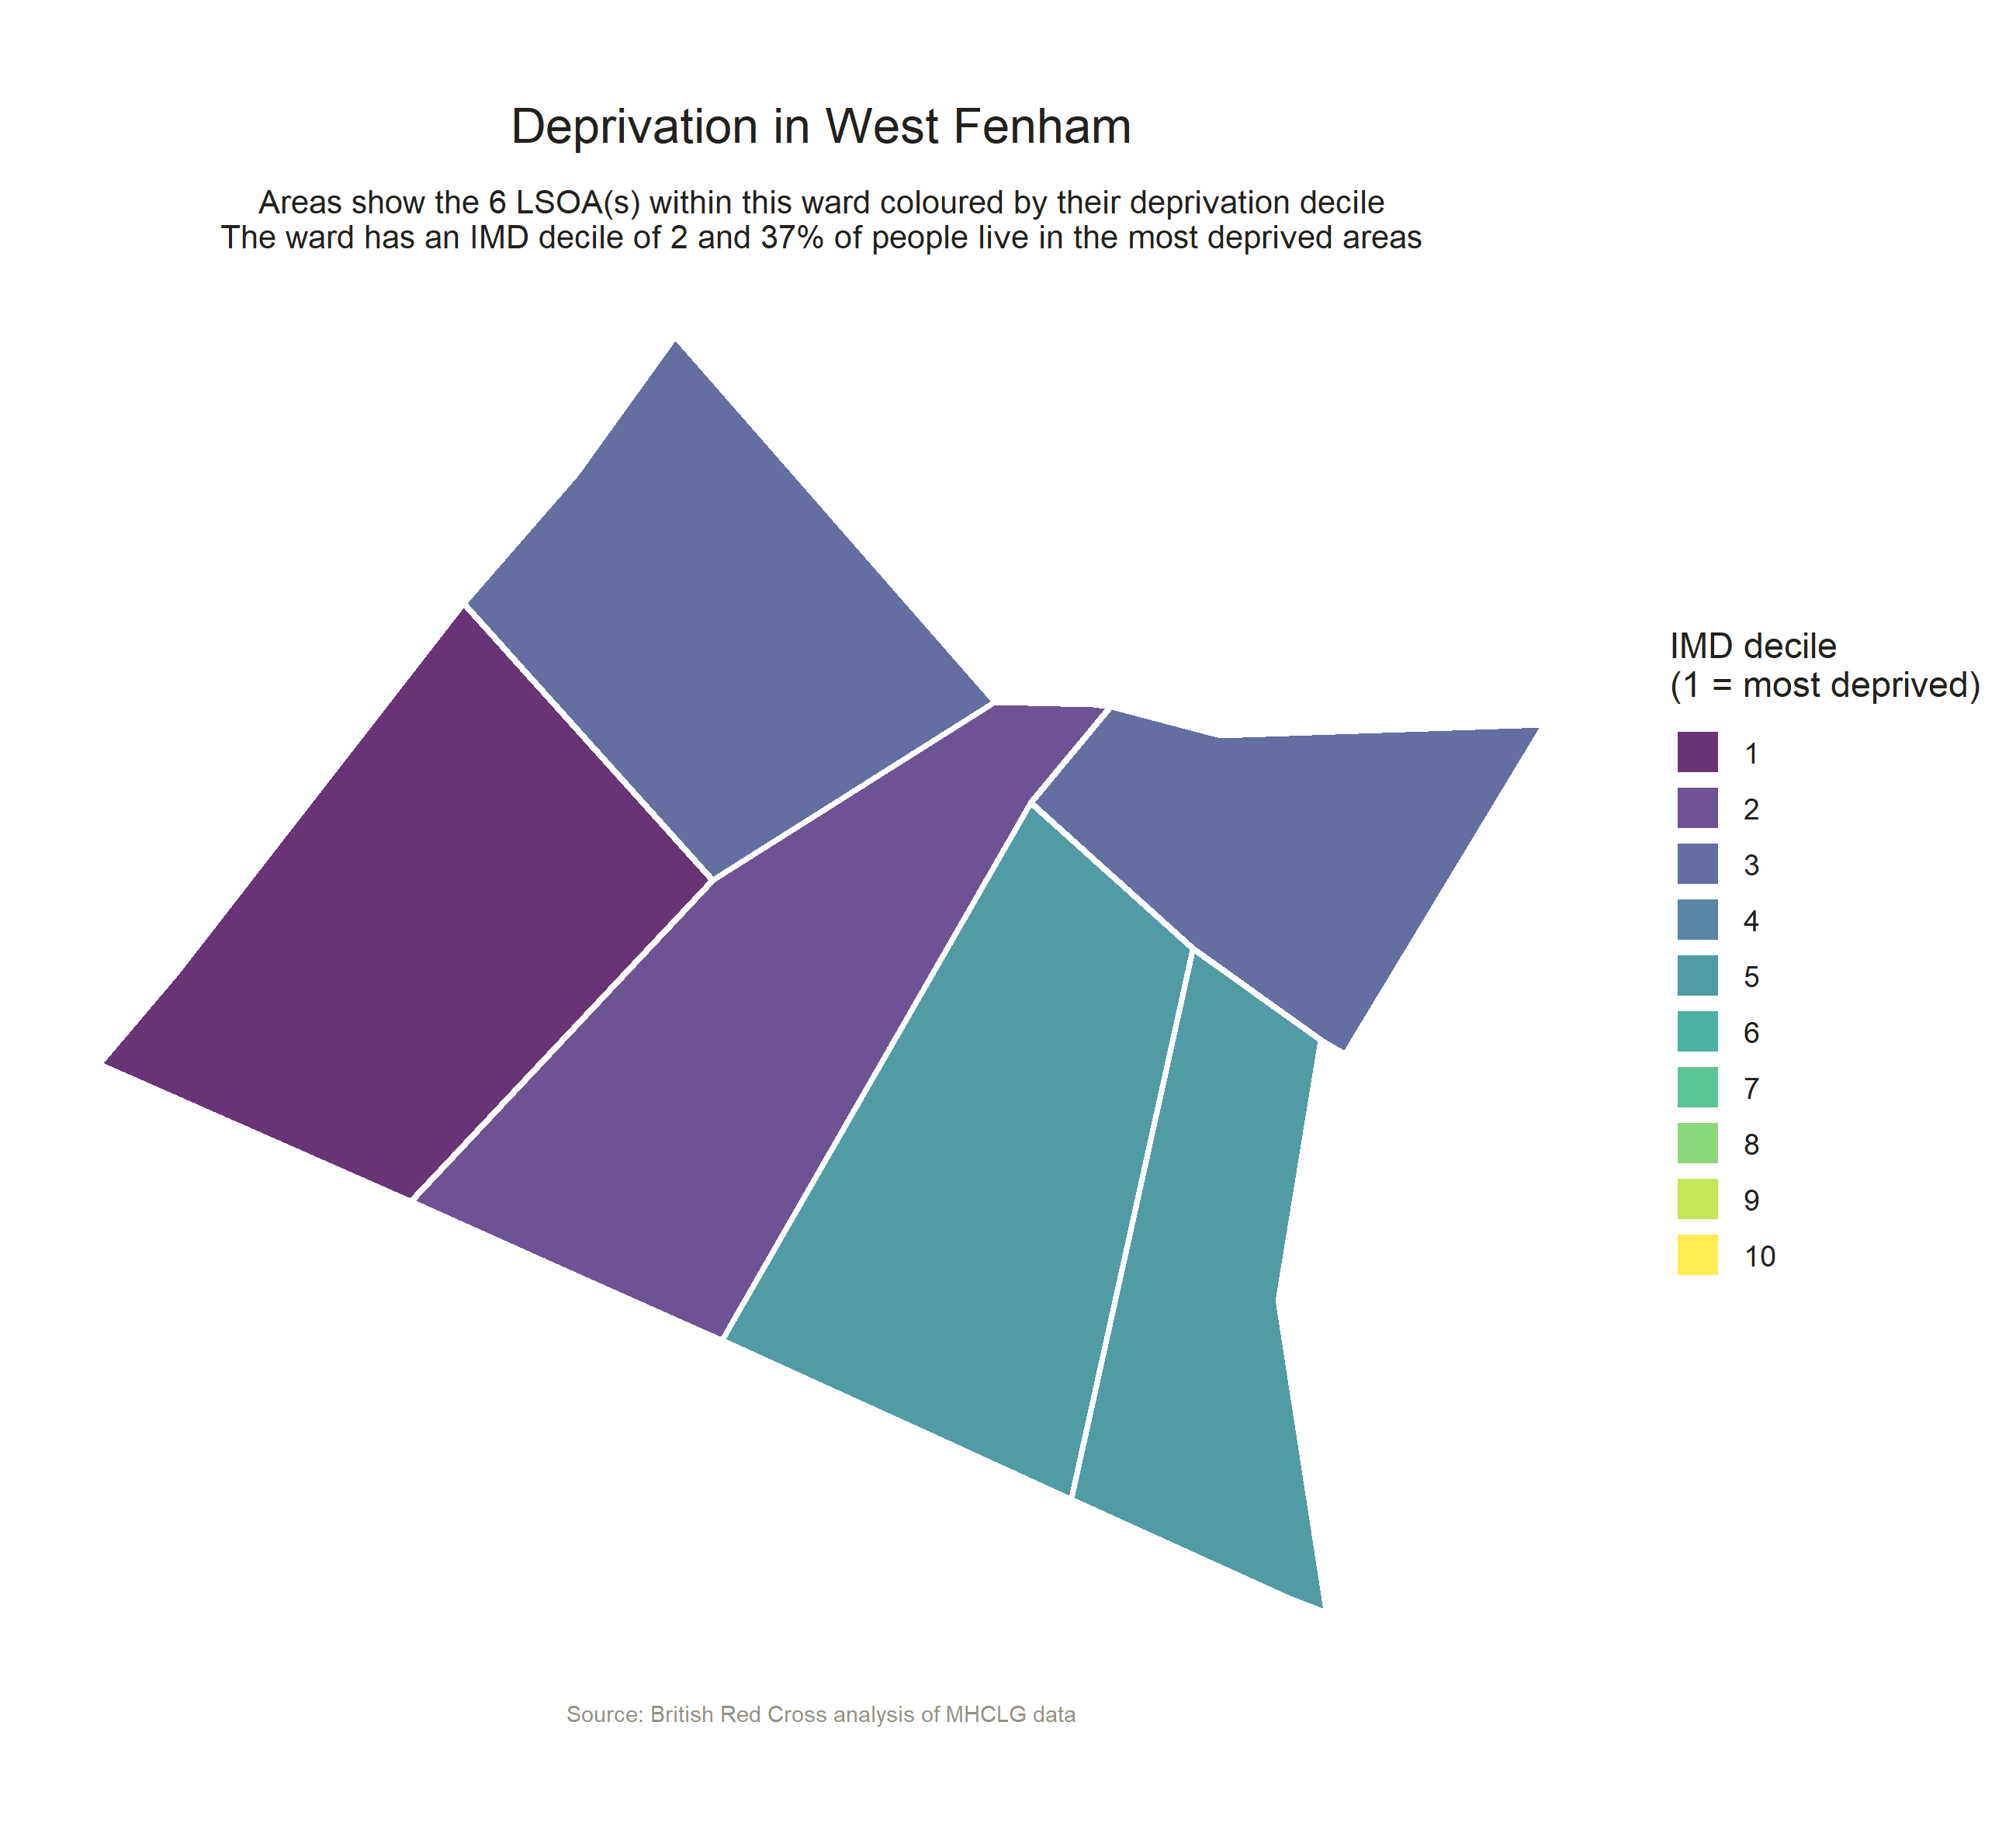 Deprivation in West Fenham
Areas show the 6 LSOA(s) within this ward coloured by their deprivation decile
The ward has an IMD decile of 2 and 37% of people live in the most deprived areas
IMD decile
(1 = most deprived)
1
2
3
4
5
6
7
8
9
10
Source: British Red Cross analysis of MHCLG data